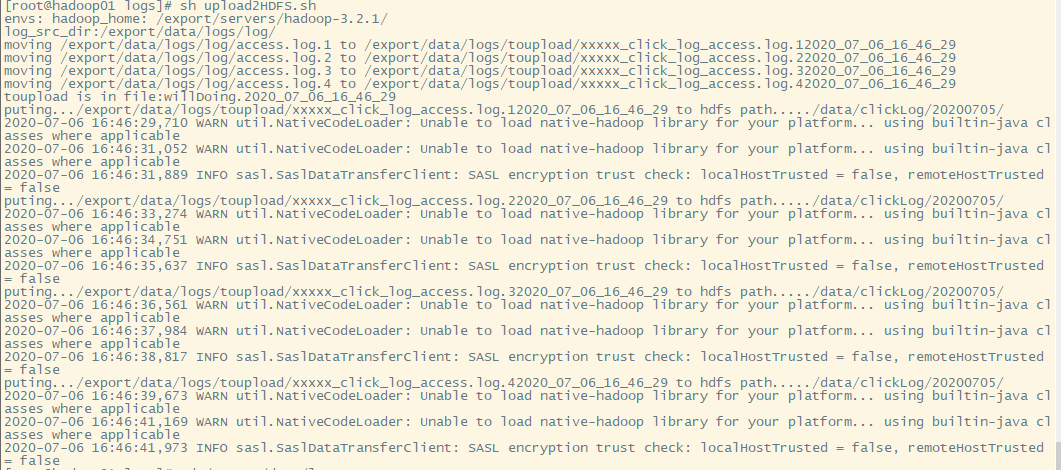 [root@hadoop01 logs]# sh upload2HDFS.sh
envs: hadoop_home: /export/servers/hadoop-3.2.1/
log_src_dir:/export/data/logs/log/
moving /export/data/logs/log/access.log.1 to /export/data/logs/toupload/xxxxx_click_log_access.log.12020_07_06_16_46_29
moving /export/data/logs/log/access.log.2 to /export/data/logs/toupload/xxxxx_click_log_access.log.22020_07_06_16_46_29
moving /export/data/logs/log/access.log.3 to /export/data/logs/toupload/xxxxx_click_log_access.log.32020_07_06_16_46_29
moving /export/data/logs/log/access.log.4 to /export/data/logs/toupload/xxxxx_click_log_access.log.42020_07_06_16_46_29
toupload is in file:willDoing.2020_07_06_16_46_29
puting.../export/data/logs/toupload/xxxxx_click_log_access.log.12020_07_06_16_46_29 to hdfs path...../data/clickLog/20200705/
2020-07-06 16:46:29,710 WARN util.NativeCodeLoader: Unable to load native-hadoop library for your platform... using builtin-java cl
asses where applicable
2020-07-06 16:46:31,052 WARN util.NativeCodeLoader: Unable to load native-hadoop library for your platform... using builtin-java cl
asses where applicable
2020-07-06 16:46:31,889 INFO sasl.SaslDataTransferClient: SASL encryption trust check: localHostTrusted = false, remoteHostTrusted
= false
puting.../export/data/logs/toupload/xxxxx_click_log_access.log.22020_07_06_16_46_29 to hdfs path...../data/clickLog/20200705/
2020-07-06 16:46:33,274 WARN util.NativeCodeLoader: Unable to load native-hadoop library for your platform... using builtin-java cl
asses where applicable
2020-07-06 16:46:34,751 WARN util.NativeCodeLoader: Unable to load native-hadoop library for your platform... using builtin-java cl
asses where applicable
2020-07-06 16:46:35,637 INFO sasl.SaslDataTransferClient: SASL encryption trust check: localHostTrusted = false, remoteHostTrusted
= false
puting.../export/data/logs/toupload/xxxxx_click_log_access.log.32020_07_06_16_46_29 to hdfs path...../data/clickLog/20200705/
2020-07-06 16:46:36,561 WARN util.NativeCodeLoader: Unable to load native-hadoop library for your platform... using builtin-java cl
asses where applicable
2020-07-06 16:46:37,984 WARN util.NativeCodeLoader: Unable to load native-hadoop library for your platform... using builtin-java cl
asses where applicable
2020-07-06 16:46:38,817 INFO sasl.SaslDataTransferClient: SASL encryption trust check: localHostTrusted = false, remoteHostTrusted
= false
puting.../export/data/logs/toupload/xxxxx_click_log_access.log.42020_07_06_16_46_29 to hdfs path...../data/clickLog/20200705/
2020-07-06 16:46:39,673 WARN util.NativeCodeLoader: Unable to load native-hadoop library for your platform... using builtin-java cl
asses where applicable
2020-07-06 16:46:41,169 WARN util.NativeCodeLoader: Unable to load native-hadoop library for your platform... using builtin-java cl
asses where applicable
2020-07-06 16:46:41,973 INFO sasl.SaslDataTransferClient: SASL encryption trust check: localHostTrusted = false, remoteHostTrusted
= false